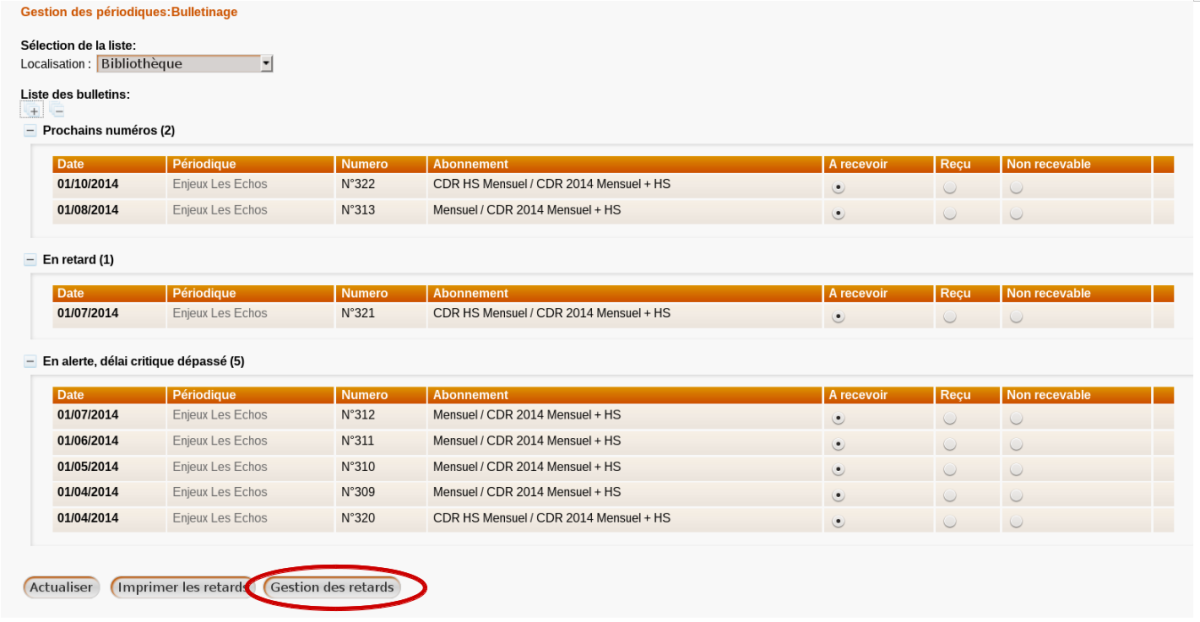 Gestion des périodiques:Bulletinage
Sélection de la liste:
Localisation : Bibliothèque
Liste des bulletins:
Prochains numéros (2)
Date Périodique Numero Abonnement A recevoir Reçu Non recevable
01/10/2014 Enjeux Les Echos N°322 CDR HS Mensuel / CDR 2014 Mensuel + HS
01/08/2014 Enjeux Les Echos N°313 Mensuel / CDR 2014 Mensuel + HS
En retard (1)
Date Périodique Numero Abonnement A recevoir Reçu Non recevable
01/07/2014 Enjeux Les Echos N°321 CDR HS Mensuel / CDR 2014 Mensuel + HS
En alerte, délai critique dépassé (5)
Date Périodique Numero Abonnement A recevoir Reçu Non recevable
01/07/2014 Enjeux Les Echos N°312 Mensuel / CDR 2014 Mensuel + HS
01/06/2014 Enjeux Les Echos N°311 Mensuel / CDR 2014 Mensuel + HS
01/05/2014 Enjeux Les Echos N°310 Mensuel / CDR 2014 Mensuel + HS
01/04/2014 Enjeux Les Echos N°309 Mensuel / CDR 2014 Mensuel + HS
01/04/2014 Enjeux Les Echos N°320 CDR HS Mensuel / CDR 2014 Mensuel + HS
Actualiser Imprimer les retards Gestion des retards